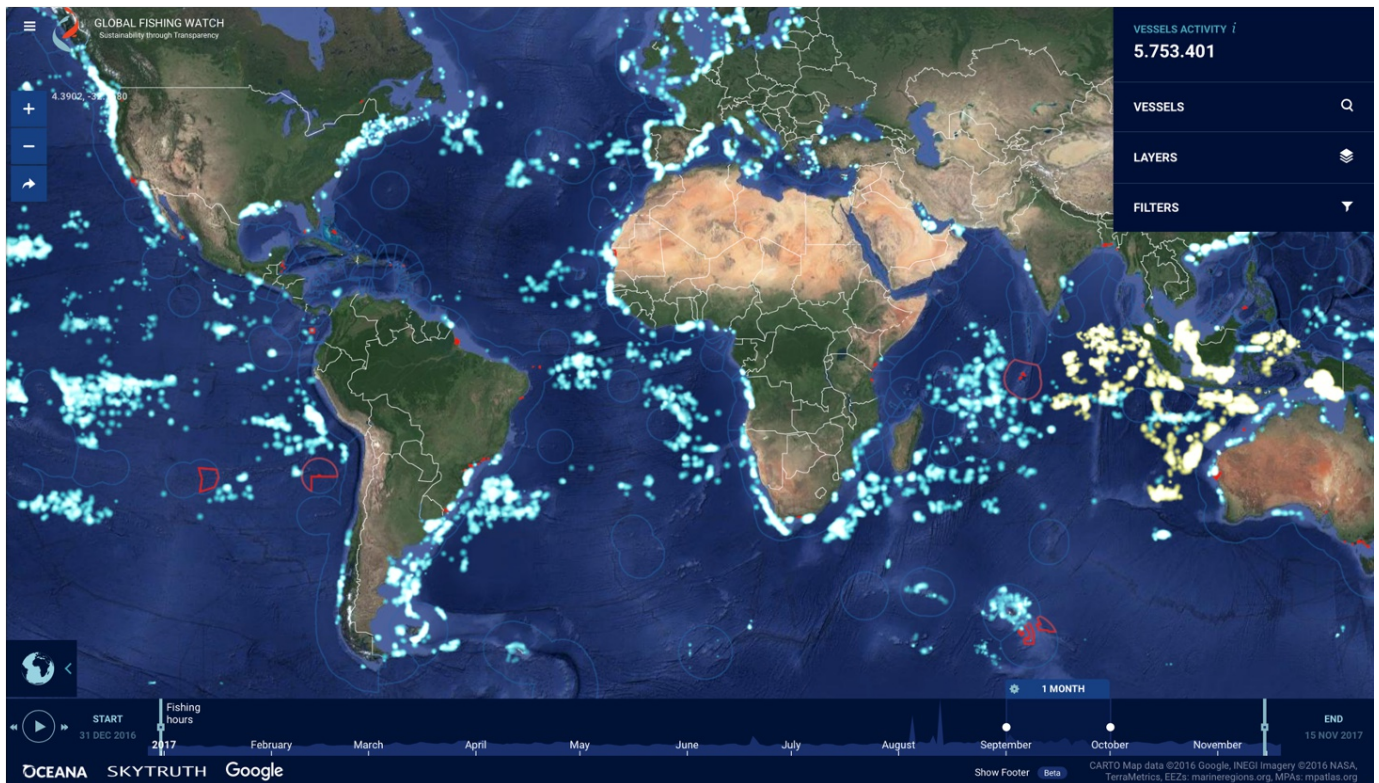 GLOBAL FISHING WATCH
Sustainability through Transparency
VESSELS ACTIVITY i
5.753.401
VESSELS
LAYERS
FILTERS
+
−
1 MONTH
START
31 DEC 2016
Fishing
hours
2017 February March April May June July August September October November
END
15 NOV 2017
OCEANA SKYTRUTH Google
Show Footer Beta
CARTO Map data ©2016 Google, INEGI Imagery ©2016 NASA,
TerraMetrics, EEZs: marineregions.org, MPAs: mpatlas.org